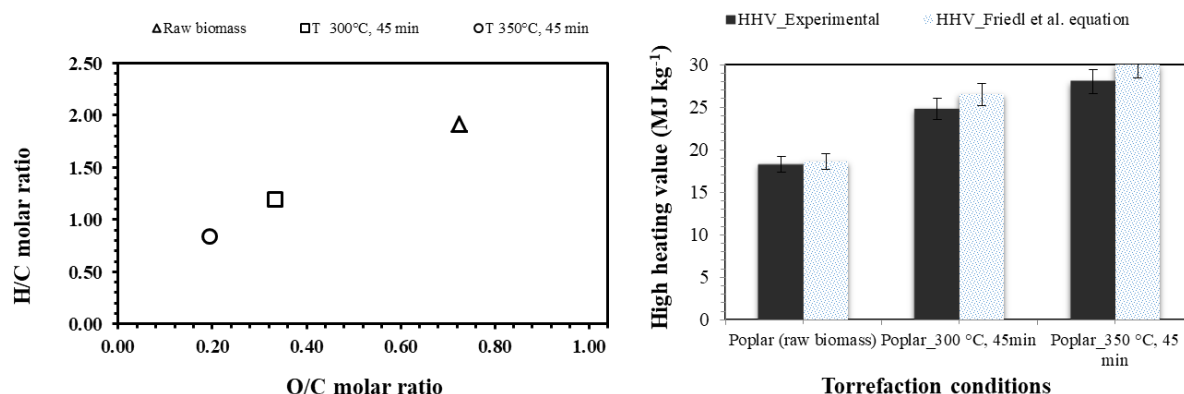 Raw biomass
T 300°C, 45 min
T 350°C, 45 min
2.50
2.00
1.50
1.00
0.50
0.00
H/C molar ratio
0.00 0.20 0.40 0.60 0.80 1.00
O/C molar ratio
HHV_Experimental
HHV_Friedl et al. equation
30
25
20
15
10
5
0
High heating value (MJ kg⁻¹)
Poplar (raw biomass)
Poplar_300 °C, 45min
Poplar_350 °C, 45
min
Torrefaction conditions